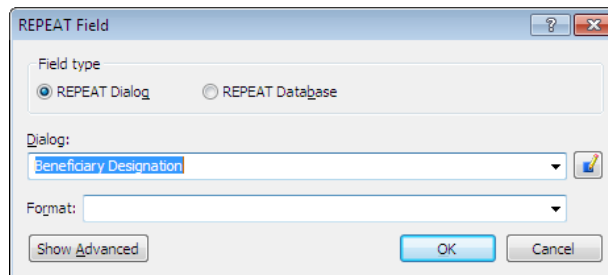 REPEAT Field
Field type
REPEAT Dialog REPEAT Database
Dialog:
Beneficiary Designation
Format:
Show Advanced OK Cancel